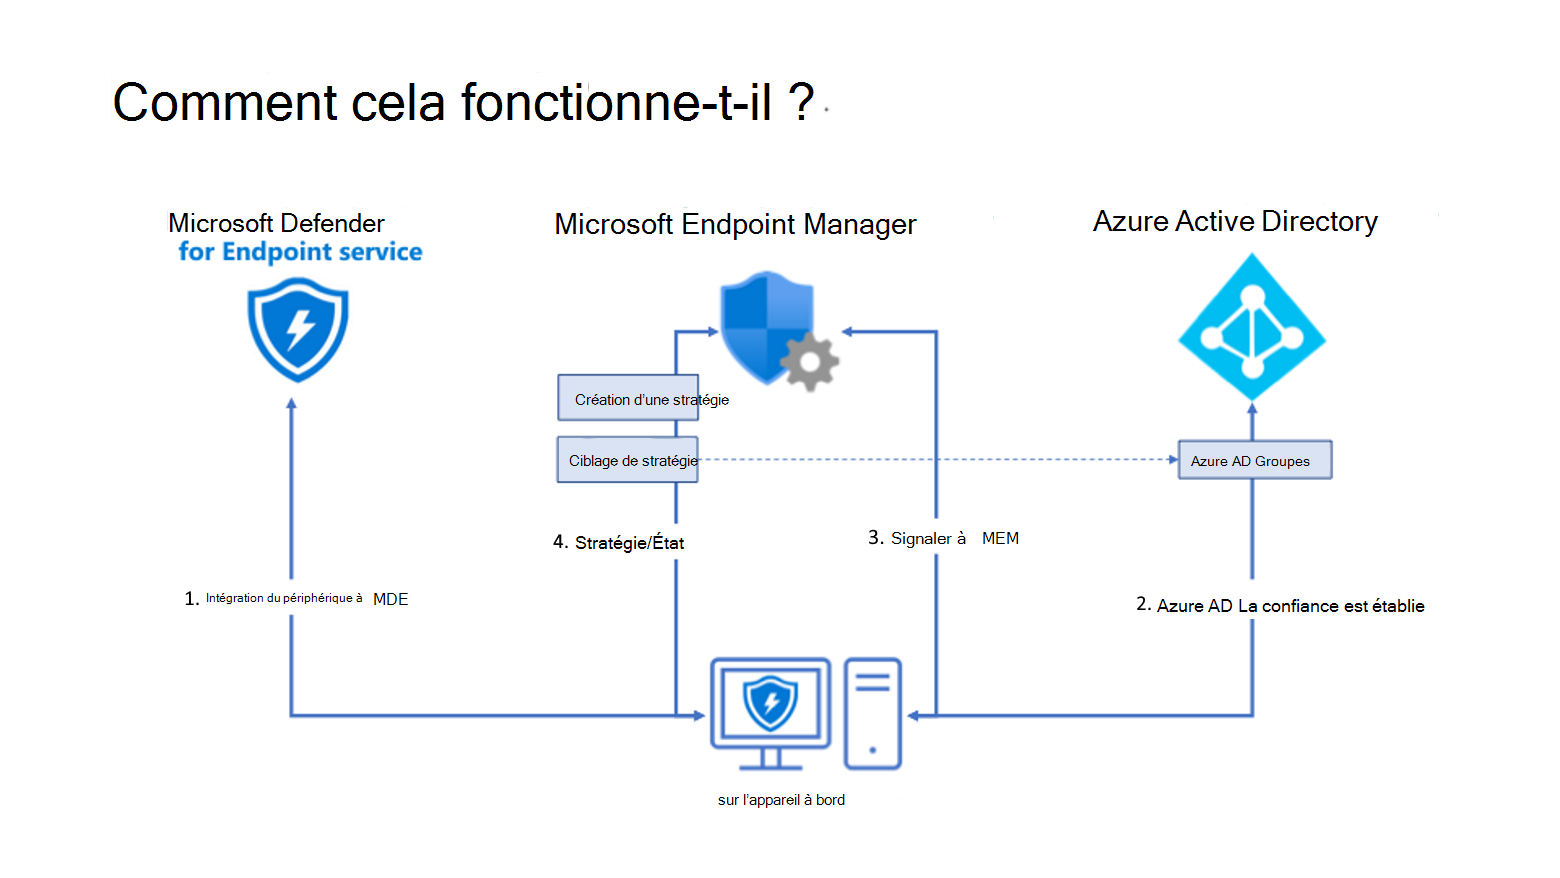 Comment cela fonctionne-t-il ?
Microsoft Defender
for Endpoint service
Microsoft Endpoint Manager
Azure Active Directory
Création d’une stratégie
Ciblage de stratégie
Azure AD Groupes
4. Stratégie/État
3. Signaler à MEM
1. Intégration du périphérique à MDE
2. Azure AD La confiance est établie
sur l’appareil à bord